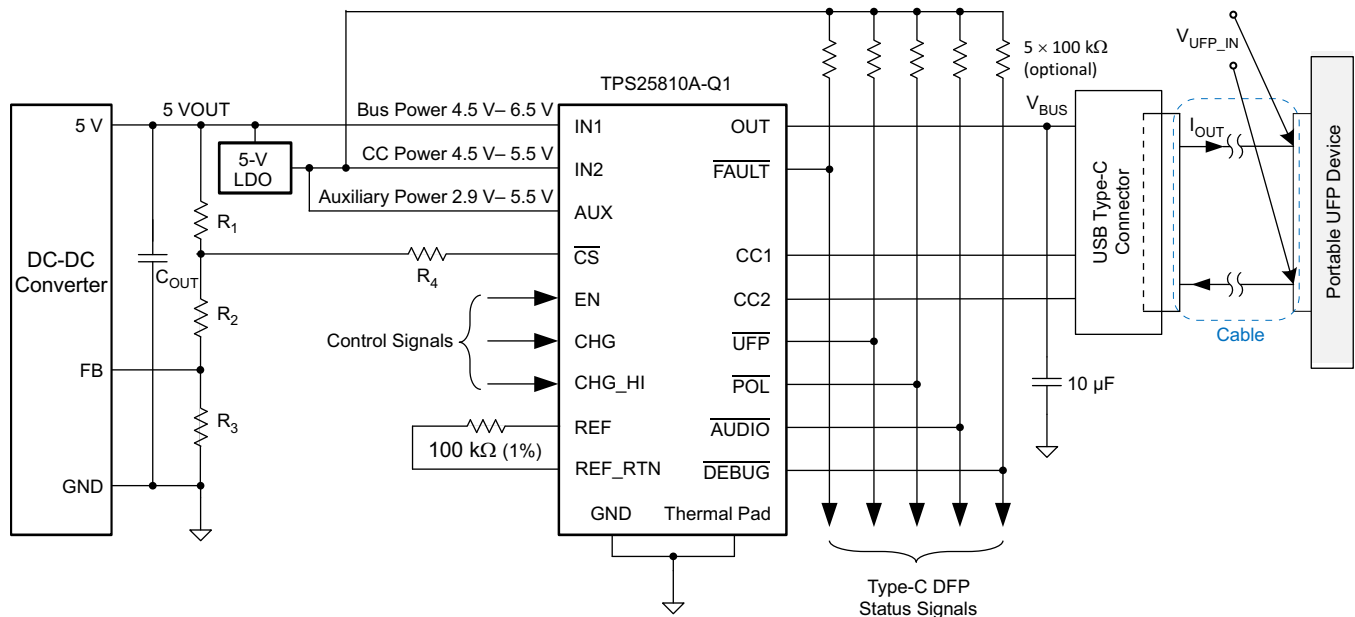 5 × 100 kΩ
(optional)
V_UFP_IN
TPS25810A-Q1
5 VOUT
Bus Power 4.5 V– 6.5 V
5 V
IN1
OUT
V_BUS
I_OUT
5-V
LDO
CC Power 4.5 V– 5.5 V
IN2
FAULT
Auxiliary Power 2.9 V– 5.5 V
AUX
R1
DC-DC
Converter
COUT
R4
CS
CC1
USB Type-C
Connector
Portable UFP Device
R2
EN
CC2
Cable
Control Signals
CHG
UFP
FB
CHG_HI
POL
10 µF
R3
REF
AUDIO
100 kΩ (1%)
REF_RTN
DEBUG
GND
GND
Thermal Pad
Type-C DFP
Status Signals